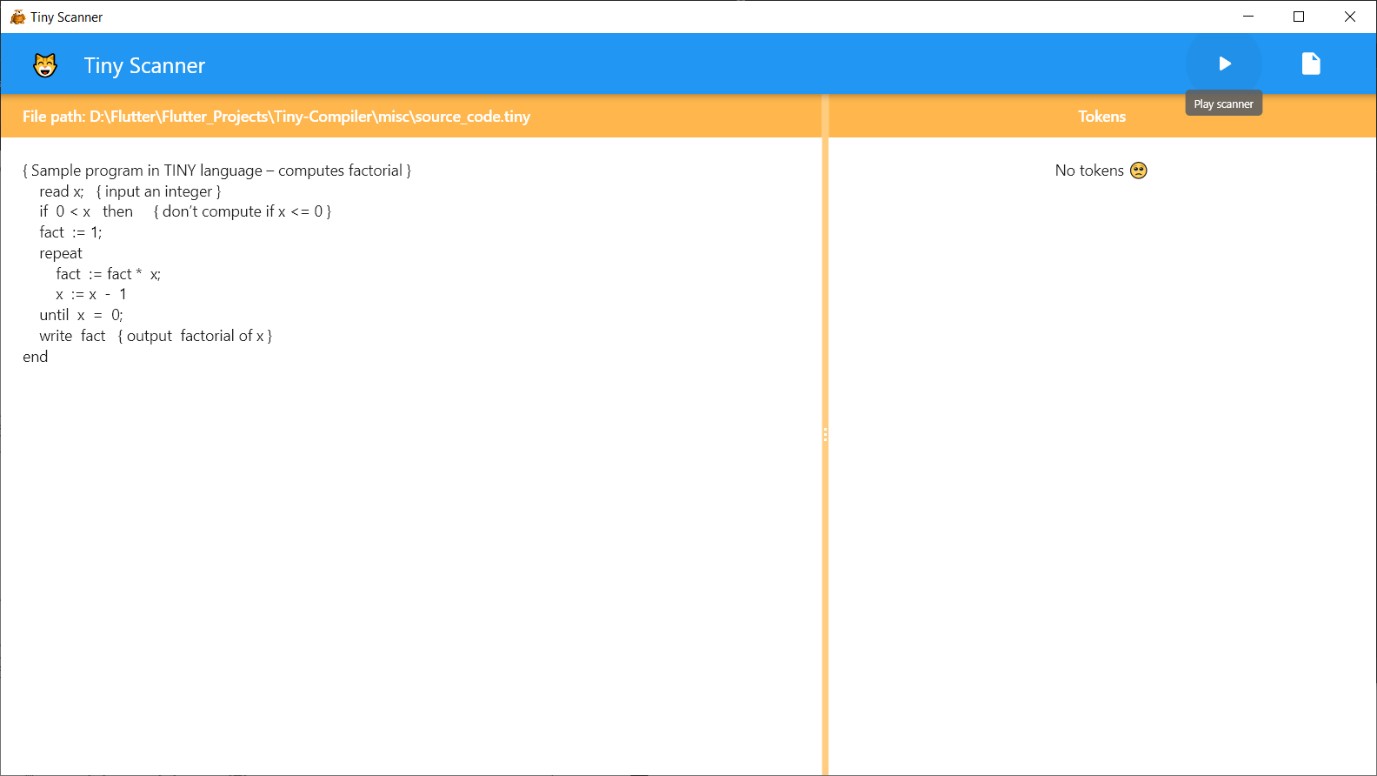 Tiny Scanner
Tiny Scanner
Play scanner
File path: D:\Flutter\Flutter_Projects\Tiny-Compiler\misc\source_code.tiny
Tokens
{ Sample program in TINY language – computes factorial }
read x; { input an integer }
if 0 < x then { don’t compute if x <= 0 }
fact := 1;
repeat
fact := fact * x;
x := x - 1
until x = 0;
write fact { output factorial of x }
end
No tokens 🥺